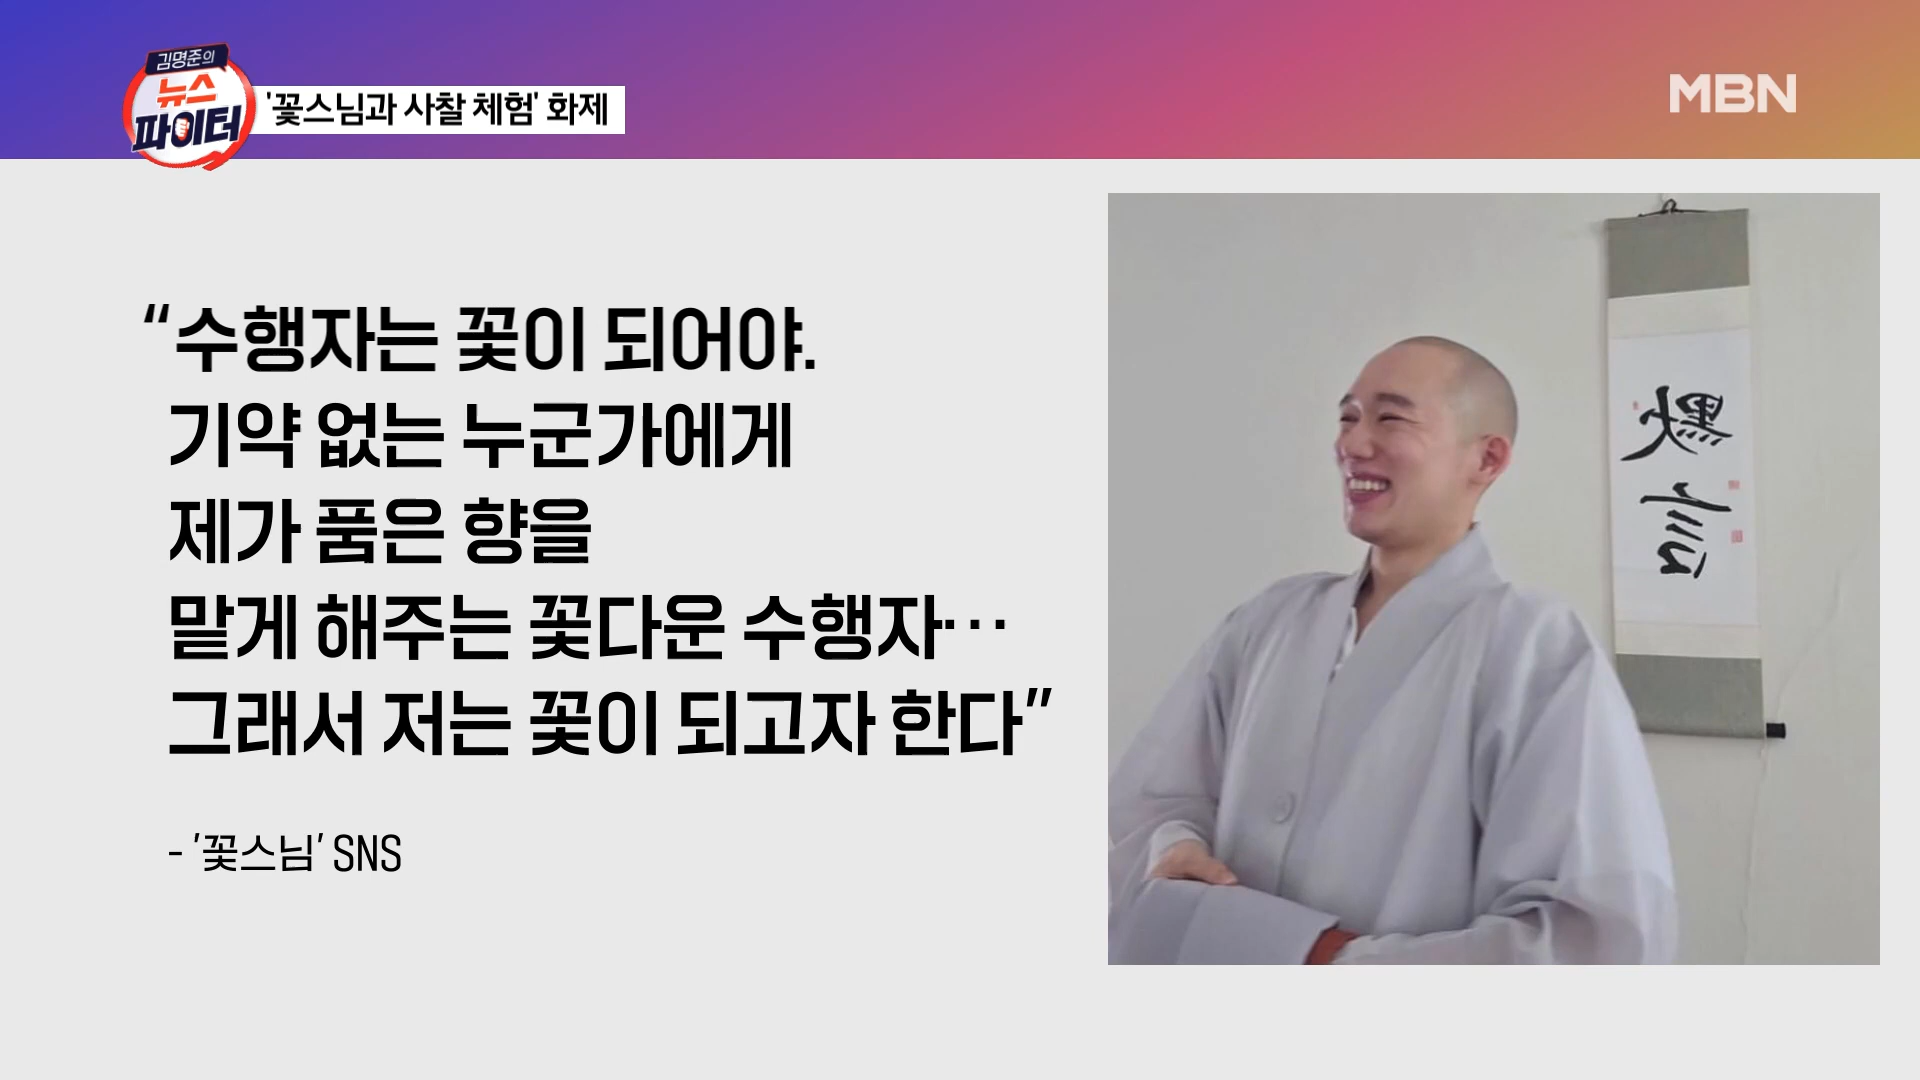 김명준의
뉴스
파이터
'꽃스님과 사찰 체험' 화제
MBN
“수행자는 꽃이 되어야.
기약 없는 누군가에게
제가 품은 향을
맡게 해주는 꽃다운 수행자…
그래서 저는 꽃이 되고자 한다”
- '꽃스님' SNS
默
言